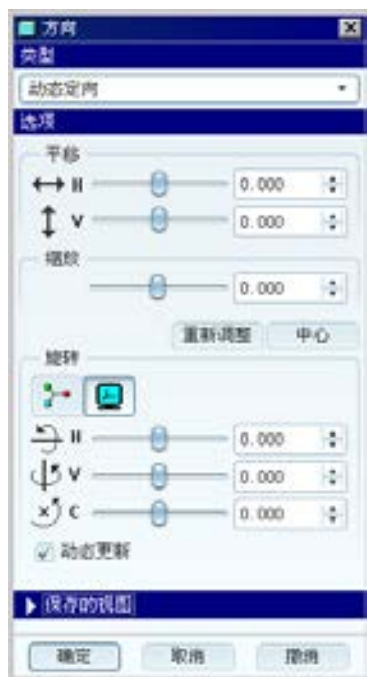 方向
类型
动态定向
选项
平移
H 0.000
V 0.000
缩放
0.000
重新调整 中心
旋转
H 0.000
V 0.000
C 0.000
动态更新
保存的视图
确定 取消 撤消